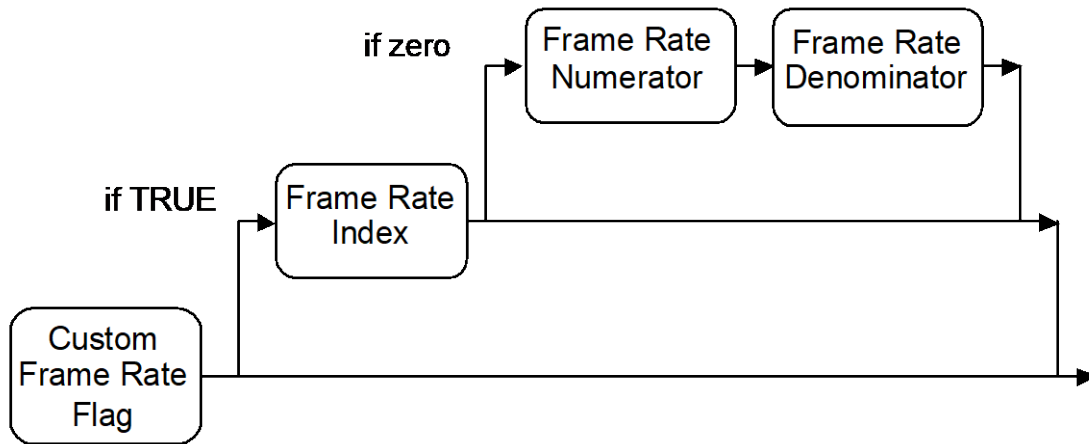 if zero
Frame Rate
Numerator
Frame Rate
Denominator
if TRUE
Frame Rate
Index
Custom
Frame Rate
Flag